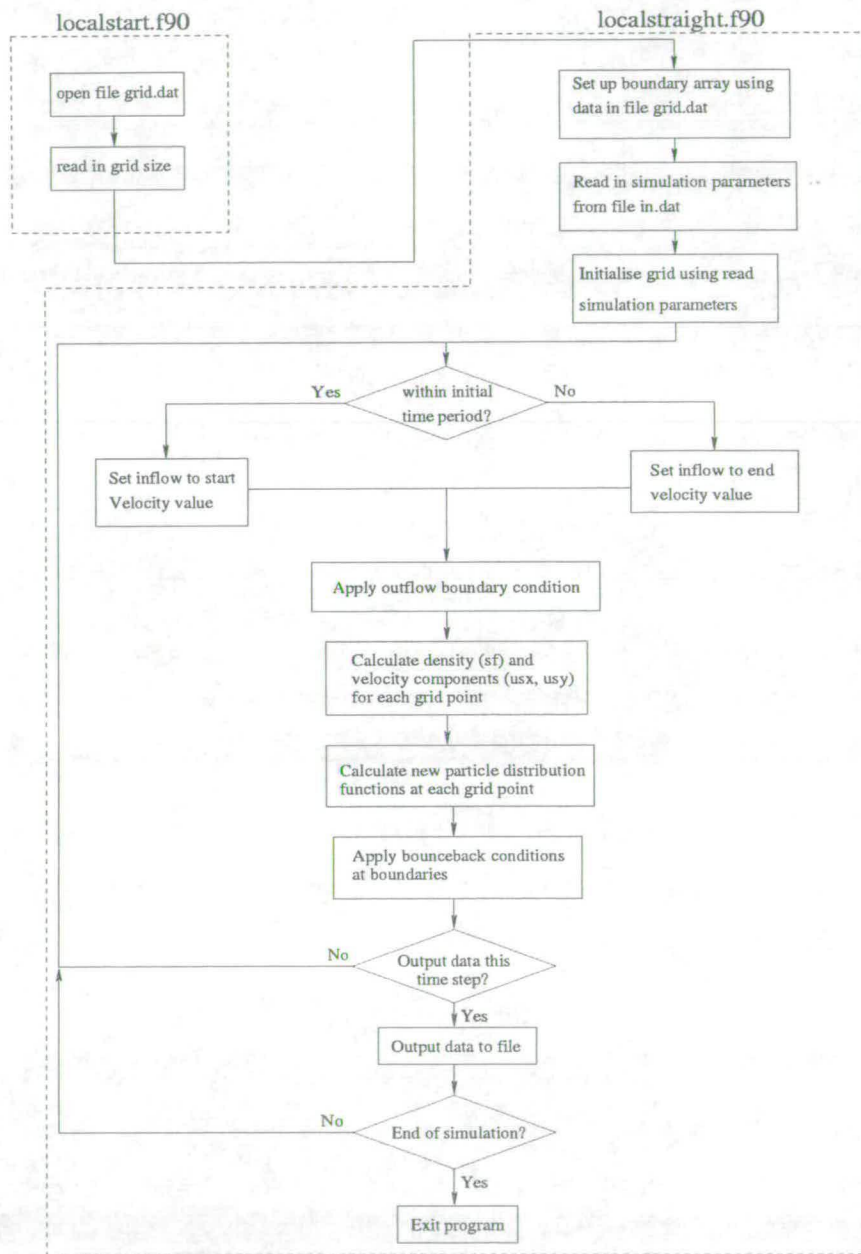 localstart.f90
localstraight.f90
open file grid.dat
read in grid size
Set up boundary array using
data in file grid.dat
Read in simulation parameters
from file in.dat
Initialise grid using read
simulation parameters
within initial
time period?
Yes
No
Set inflow to start
Velocity value
Set inflow to end
velocity value
Apply outflow boundary condition
Calculate density (sf) and
velocity components (usx, usy)
for each grid point
Calculate new particle distribution
functions at each grid point
Apply bounceback conditions
at boundaries
No
Output data this
time step?
Yes
Output data to file
No
End of simulation?
Yes
Exit program